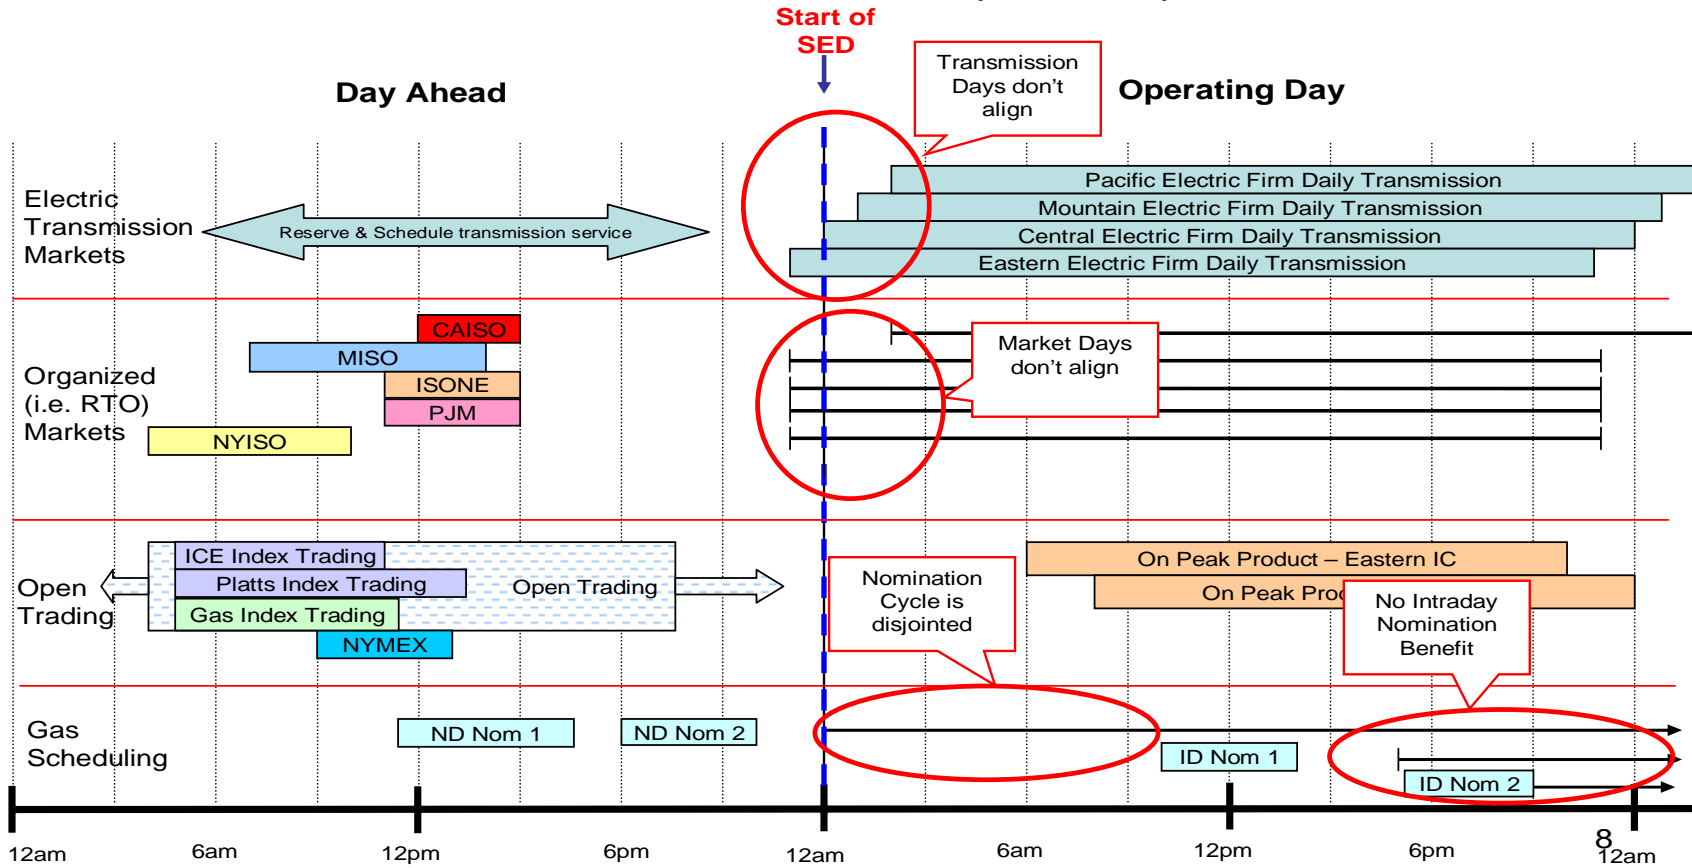 Start of
SED
Day Ahead
Transmission
Days don't
align
Operating Day
Electric
Transmission
Markets
Reserve & Schedule transmission service
Pacific Electric Firm Daily Transmission
Mountain Electric Firm Daily Transmission
Central Electric Firm Daily Transmission
Eastern Electric Firm Daily Transmission
Organized
(i.e. RTO)
Markets
CAISO
MISO
ISONE
PJM
NYISO
Market Days
don't align
Open
Trading
ICE Index Trading
Platts Index Trading
Gas Index Trading
NYMEX
Open Trading
Nomination
Cycle is
disjointed
On Peak Product – Eastern IC
On Peak
No Intraday
Nomination
Benefit
Gas
Scheduling
ND Nom 1
ND Nom 2
ID Nom 1
ID Nom 2
8
12am
6am
12pm
6pm
12am
6am
12pm
6pm
12am